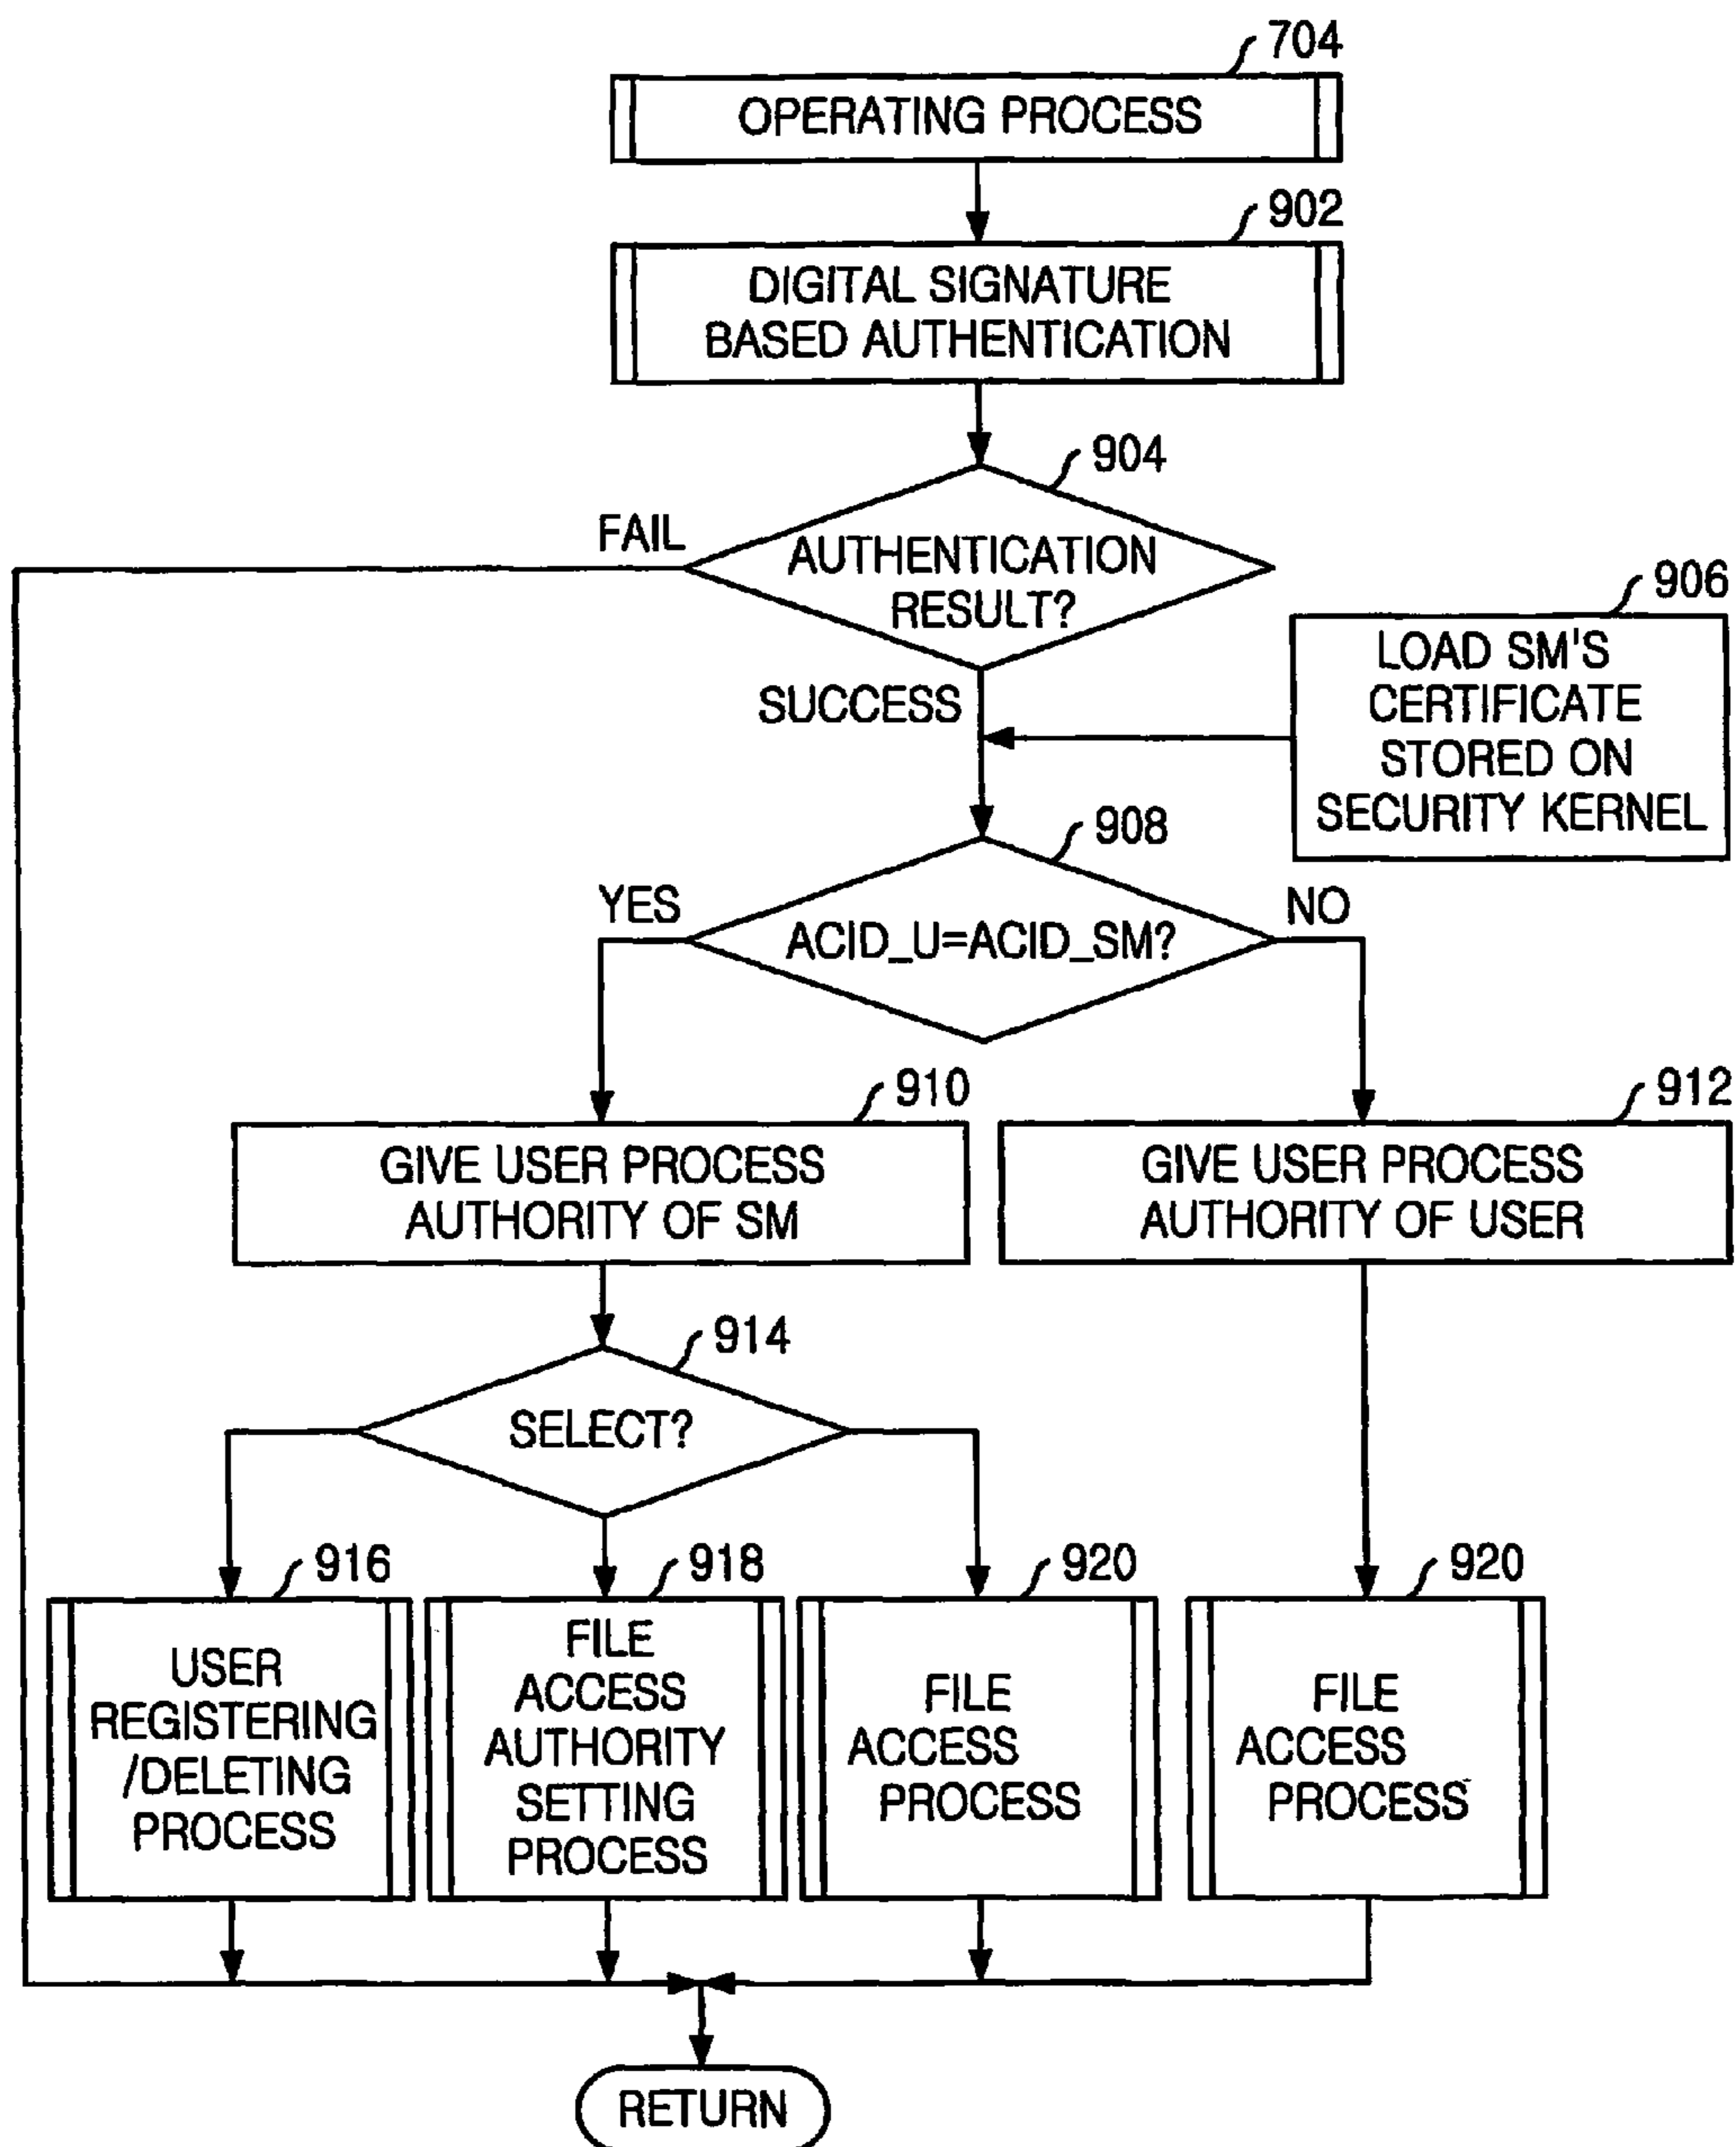 704
OPERATING PROCESS
902
DIGITAL SIGNATURE
BASED AUTHENTICATION
904
FAIL
AUTHENTICATION
RESULT?
906
LOAD SM'S
CERTIFICATE
STORED ON
SECURITY KERNEL
SUCCESS
908
YES
NO
ACID_U=ACID_SM?
910
912
GIVE USER PROCESS
AUTHORITY OF SM
GIVE USER PROCESS
AUTHORITY OF USER
914
SELECT?
916
918
920
920
USER
REGISTERING
/DELETING
PROCESS
FILE
ACCESS
AUTHORITY
SETTING
PROCESS
FILE
ACCESS
PROCESS
FILE
ACCESS
PROCESS
RETURN